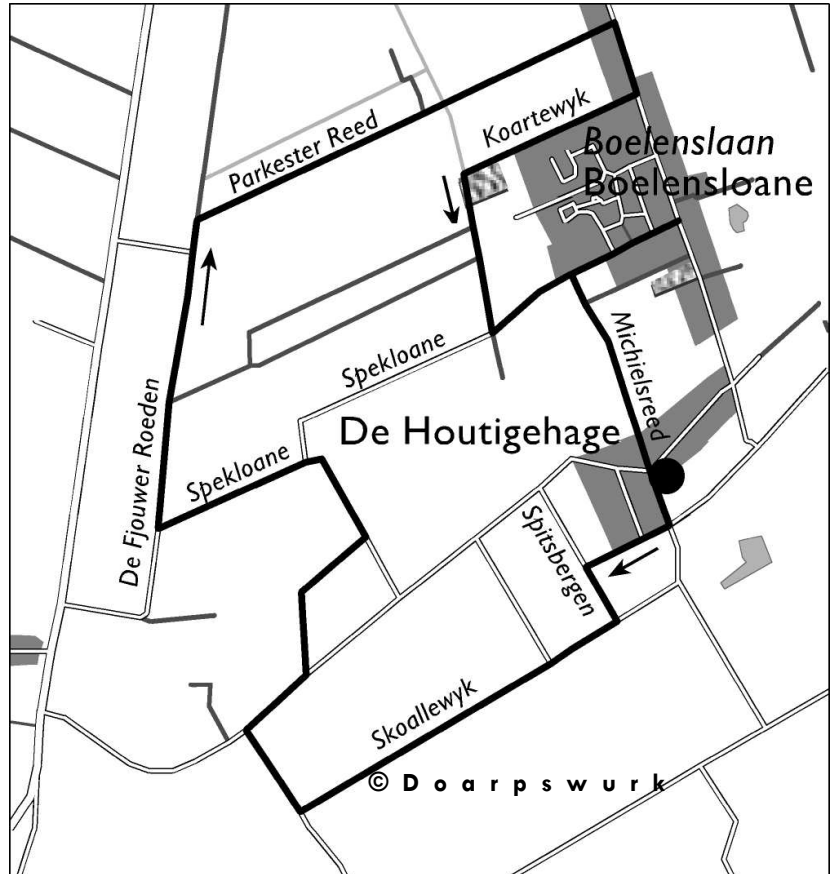 Parkester Reed
Koartewyk
Boelenslaan
Boelensloane
Spekloane
Michielsreed
De Houtigehage
Spekloane
De Fjouwer Roeden
Spitsbergen
Skoallewyk
© Doarpswurk